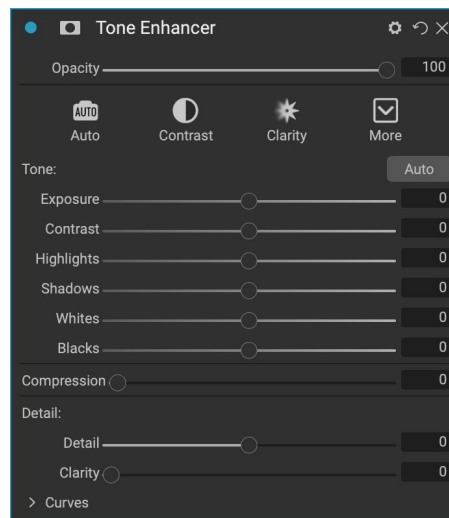 Tone Enhancer
Opacity 100
AUTO
Auto Contrast Clarity More
Tone: Auto
Exposure 0
Contrast 0
Highlights 0
Shadows 0
Whites 0
Blacks 0
Compression 0
Detail:
Detail 0
Clarity 0
> Curves